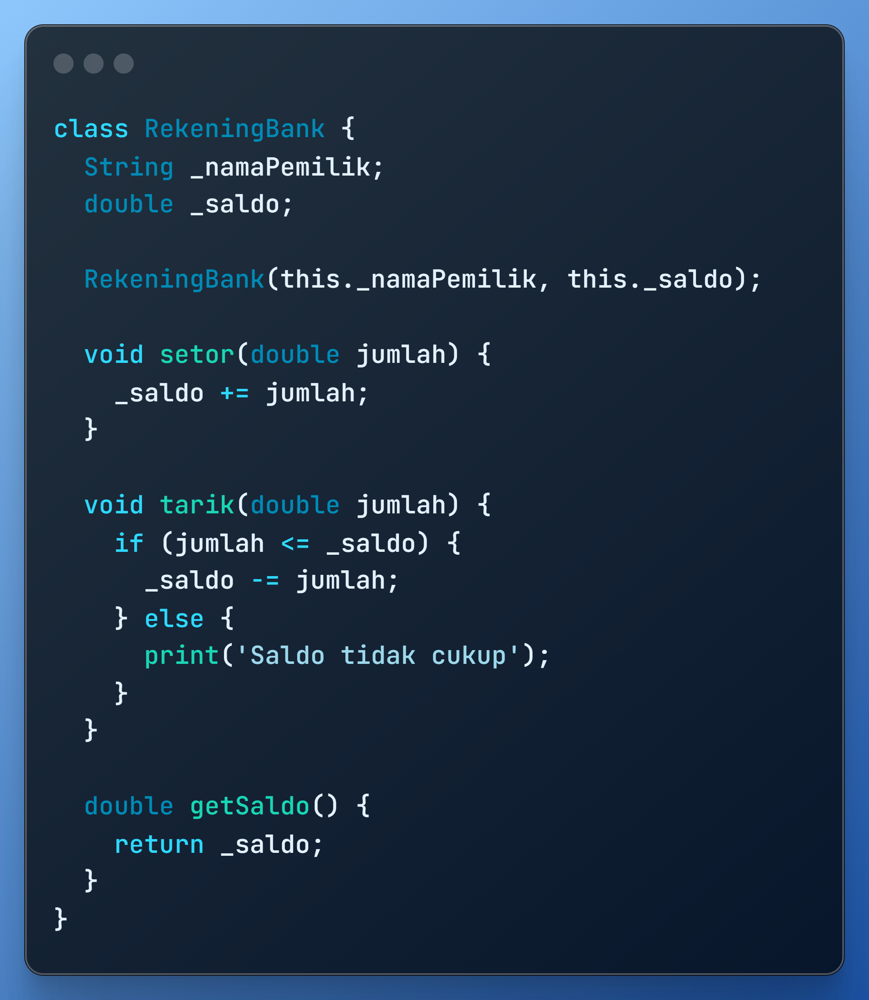 class RekeningBank {
  String _namaPemilik;
  double _saldo;

  RekeningBank(this._namaPemilik, this._saldo);

  void setor(double jumlah) {
    _saldo += jumlah;
  }

  void tarik(double jumlah) {
    if (jumlah <= _saldo) {
      _saldo -= jumlah;
    } else {
      print('Saldo tidak cukup');
    }
  }

  double getSaldo() {
    return _saldo;
  }
}